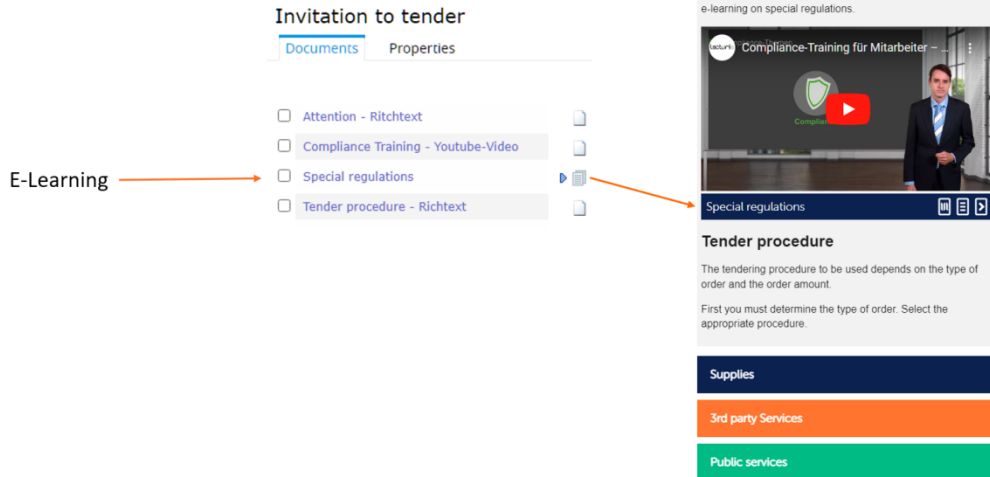 Invitation to tender
Documents Properties
Attention - Ritchtext
Compliance Training - Youtube-Video
Special regulations
Tender procedure - Richtext
E-Learning
e-learning on special regulations.
lecturio
Compliance-Training für Mitarbeiter – ...
Special regulations
Tender procedure
The tendering procedure to be used depends on the type of
order and the order amount.
First you must determine the type of order. Select the
appropriate procedure.
Supplies
3rd party Services
Public services